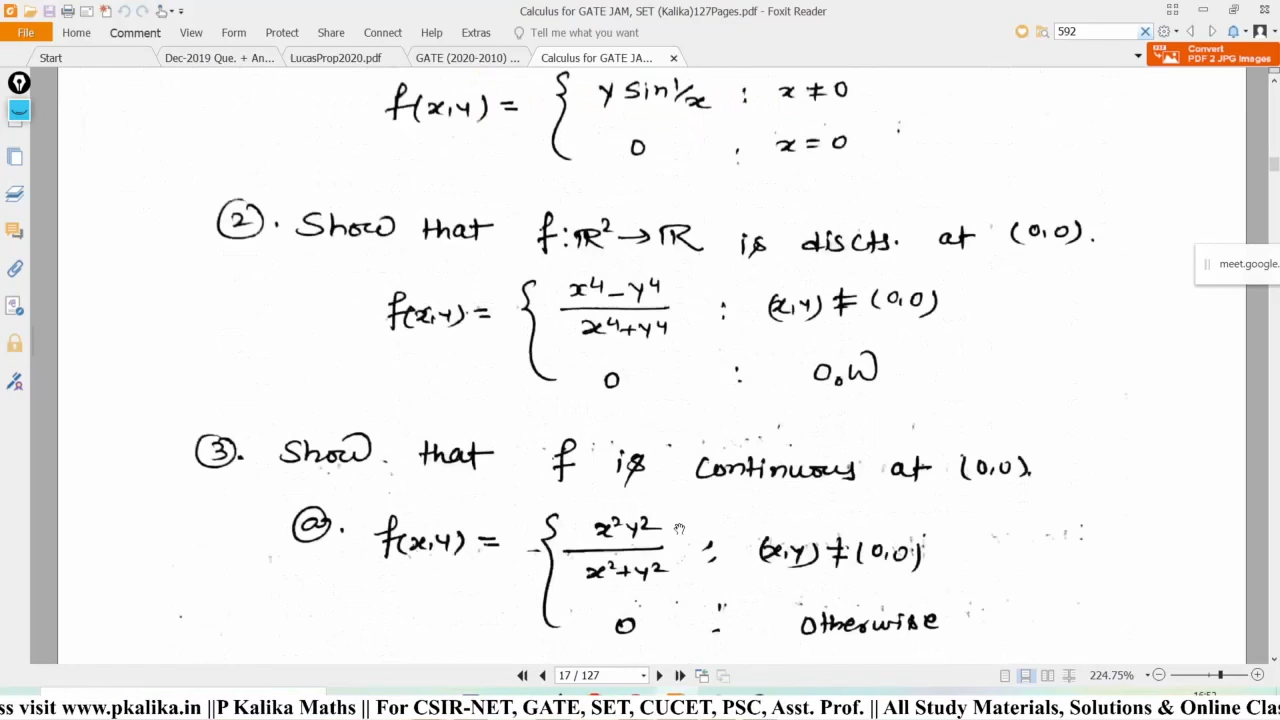 Calculus for GATE JAM, SET (Kalika)127Pages.pdf - Foxit Reader
File Home Comment View Form Protect Share Connect Help Extras Tell me what you want 592
Start Dec-2019 Que. + An... LucasProp2020.pdf GATE (2020-2010) ... Calculus for GATE JA... Convert
PDF 2 JPG Images
f(x,y) = { y sin 1/x : x ≠ 0
0 : x = 0
meet.google.
②. Show that f:ℝ²→ℝ is discts. at (0,0).
f(x,y) = { x⁴-y⁴ / x⁴+y⁴ : (x,y) ≠ (0,0)
0 : 0.W
③. Show that f is continuous at (0,0).
ⓐ. f(x,y) = { x²y² / x²+y² : (x,y) ≠ (0,0)
0 : otherwise
17 / 127 224.75%
ss visit www.pkalika.in ||P Kalika Maths || For CSIR-NET, GATE, SET, CUCET, PSC, Asst. Prof. || All Study Materials, Solutions & Online Clas